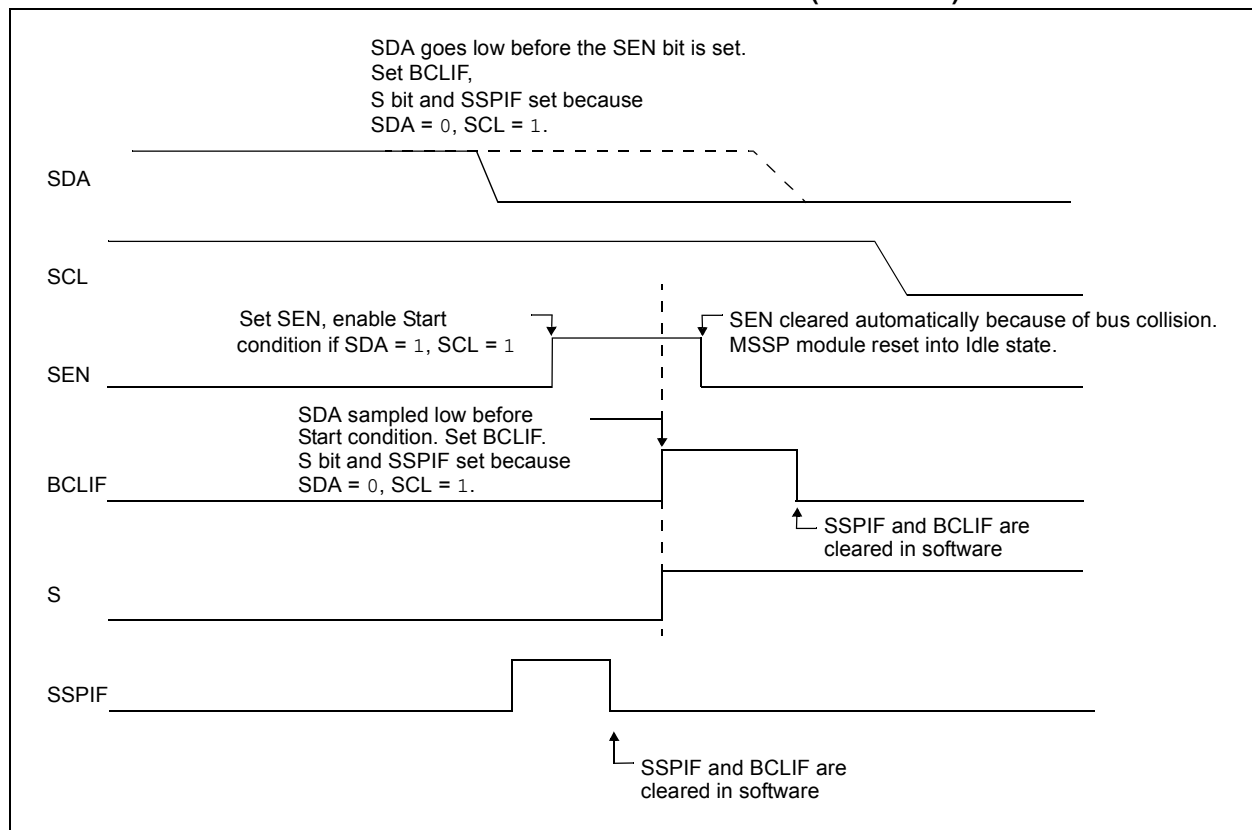 SDA goes low before the SEN bit is set.
Set BCLIF,
S bit and SSPIF set because
SDA = 0, SCL = 1.
SDA
SCL
Set SEN, enable Start
condition if SDA = 1, SCL = 1
SEN cleared automatically because of bus collision.
MSSP module reset into Idle state.
SEN
SDA sampled low before
Start condition. Set BCLIF.
S bit and SSPIF set because
SDA = 0, SCL = 1.
BCLIF
SSPIF and BCLIF are
cleared in software
S
SSPIF
SSPIF and BCLIF are
cleared in software